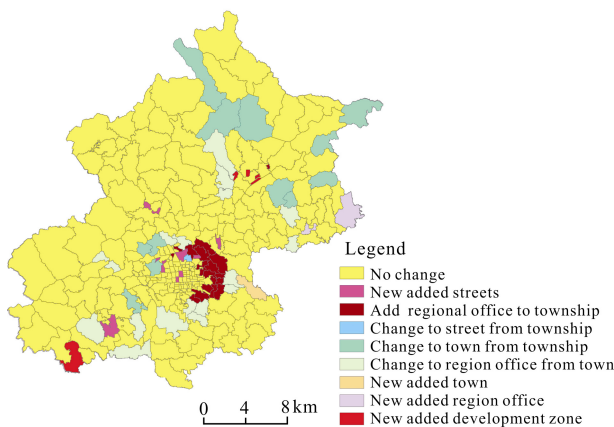 Legend
No change
New added streets
Add regional office to township
Change to street from township
Change to town from township
Change to region office from town
New added town
New added region office
New added development zone
0 4 8 km